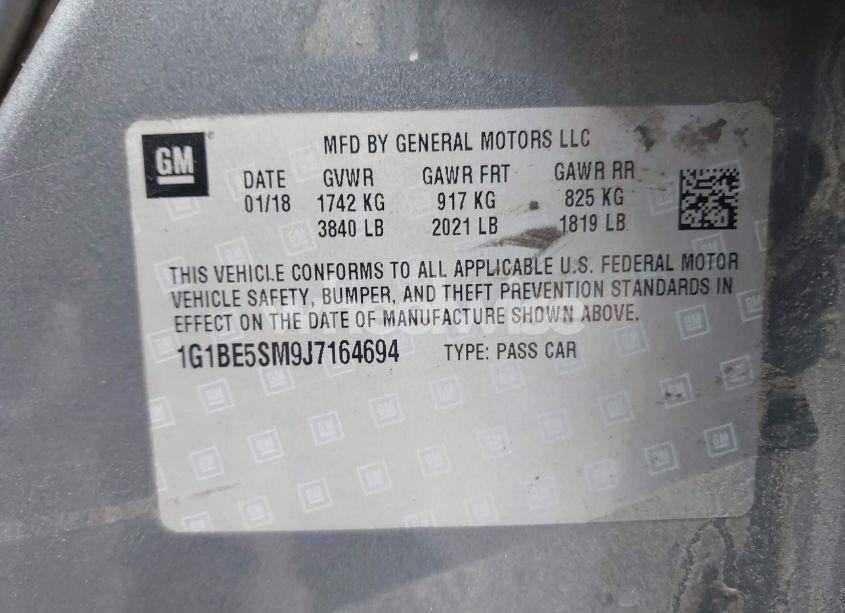 GM
MFD BY GENERAL MOTORS LLC
DATE GVWR GAWR FRT GAWR RR
01/18 1742 KG 917 KG 825 KG
3840 LB 2021 LB 1819 LB
THIS VEHICLE CONFORMS TO ALL APPLICABLE U.S. FEDERAL MOTOR
VEHICLE SAFETY, BUMPER, AND THEFT PREVENTION STANDARDS IN
EFFECT ON THE DATE OF MANUFACTURE SHOWN ABOVE.
1G1BE5SM9J7164694 TYPE: PASS CAR